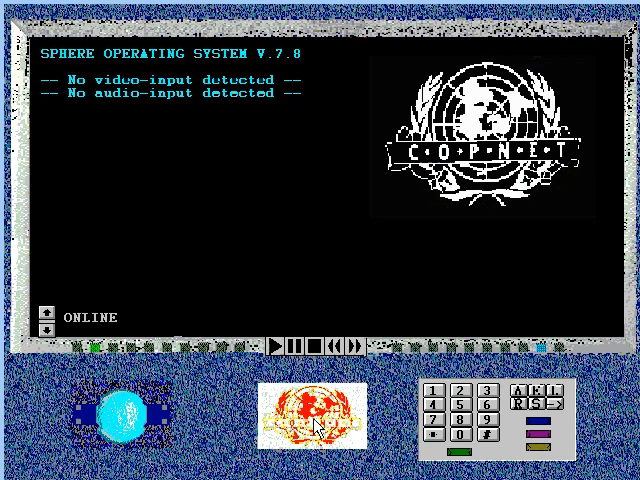 SPHERE OPERATING SYSTEM V.7.8
-- No video-input detected --
-- No audio-input detected --
C·O·P·N·E·T
ONLINE
1 2 3
4 5 6
7 8 9
* 0 #
A E L
R S ->